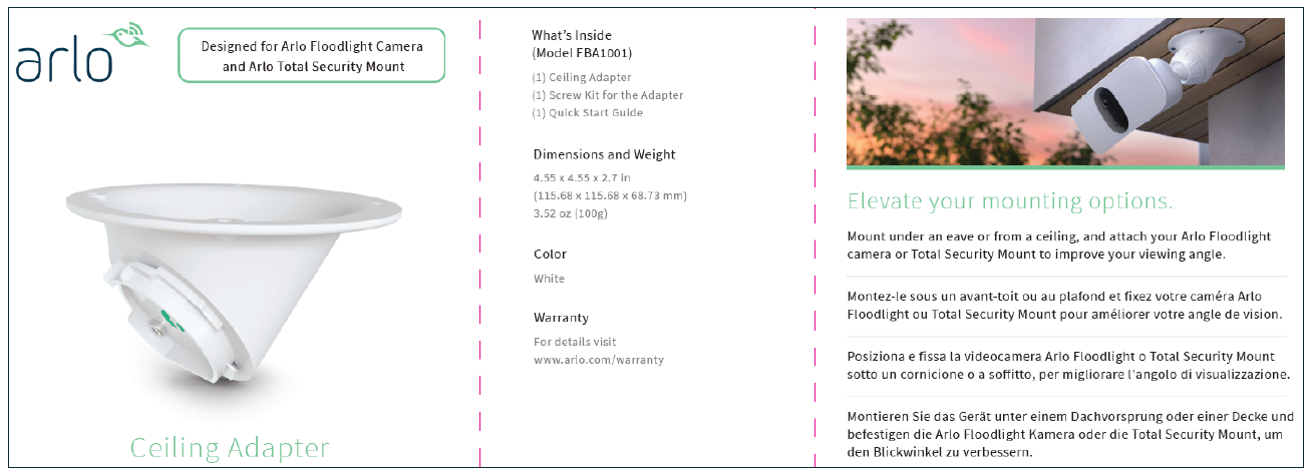 arlo
Designed for Arlo Floodlight Camera
and Arlo Total Security Mount
Ceiling Adapter
What's Inside
(Model FBA1001)
(1) Ceiling Adapter
(1) Screw Kit for the Adapter
(1) Quick Start Guide
Dimensions and Weight
4.55 x 4.55 x 2.7 in
(115.68 x 115.68 x 68.73 mm)
3.52 oz (100g)
Color
White
Warranty
For details visit
www.arlo.com/warranty
Elevate your mounting options.
Mount under an eave or from a ceiling, and attach your Arlo Floodlight
camera or Total Security Mount to improve your viewing angle.
Montez-le sous un avant-toit ou au plafond et fixez votre caméra Arlo
Floodlight ou Total Security Mount pour améliorer votre angle de vision.
Posiziona e fissa la videocamera Arlo Floodlight o Total Security Mount
sotto un cornicione o a soffitto, per migliorare l'angolo di visualizzazione.
Montieren Sie das Gerät unter einem Dachvorsprung oder einer Decke und
befestigen die Arlo Floodlight Kamera oder die Total Security Mount, um
den Blickwinkel zu verbessern.